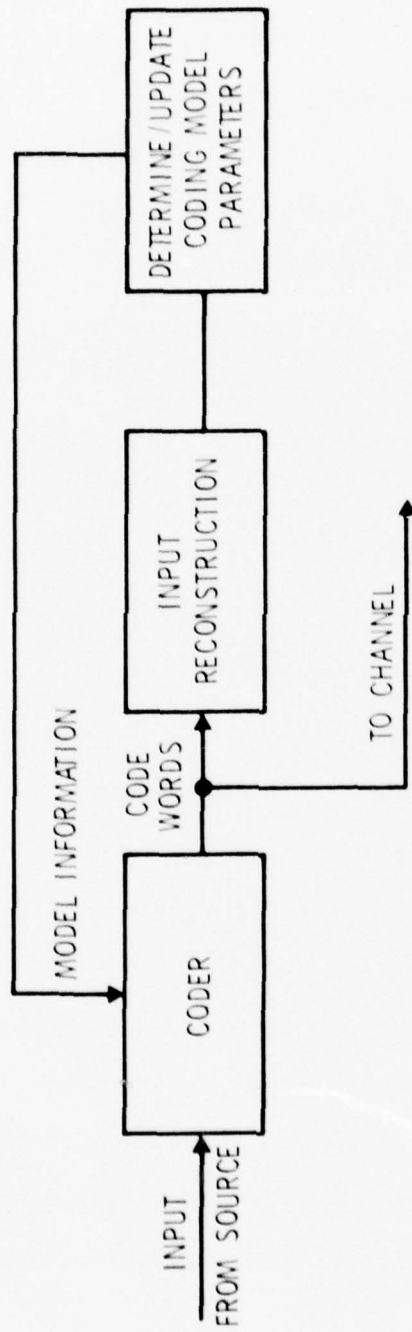 INPUT
FROM SOURCE
CODER
MODEL INFORMATION
CODE
WORDS
TO CHANNEL
INPUT
RECONSTRUCTION
DETERMINE/UPDATE
CODING MODEL
PARAMETERS